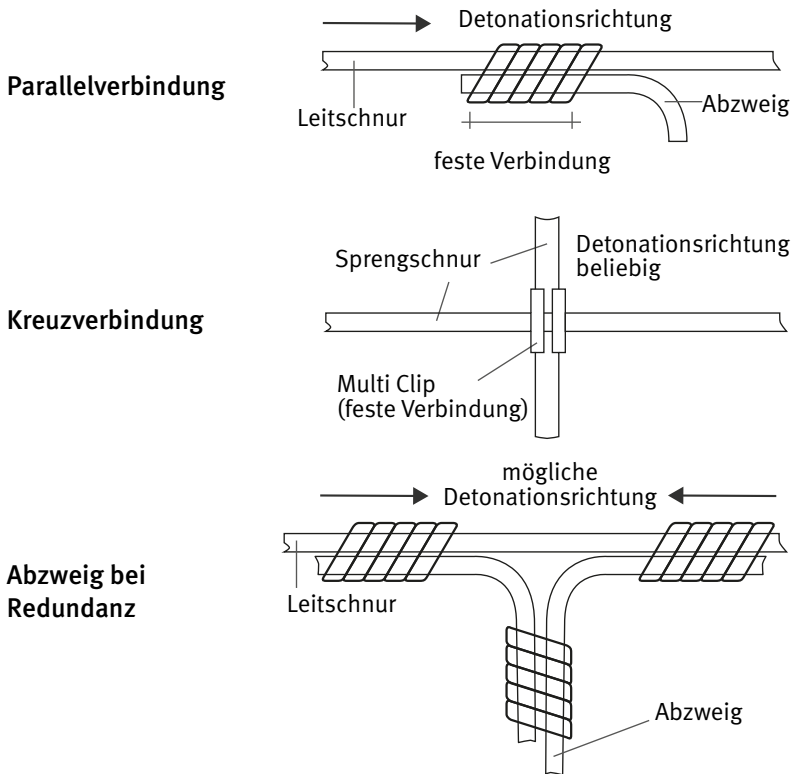 Detonationsrichtung
Parallelverbindung
Leitschnur
Abzweig
feste Verbindung
Sprengschnur
Detonationsrichtung
beliebig
Kreuzverbindung
Multi Clip
(feste Verbindung)
mögliche
Detonationsrichtung
Abzweig bei
Redundanz
Leitschnur
Abzweig